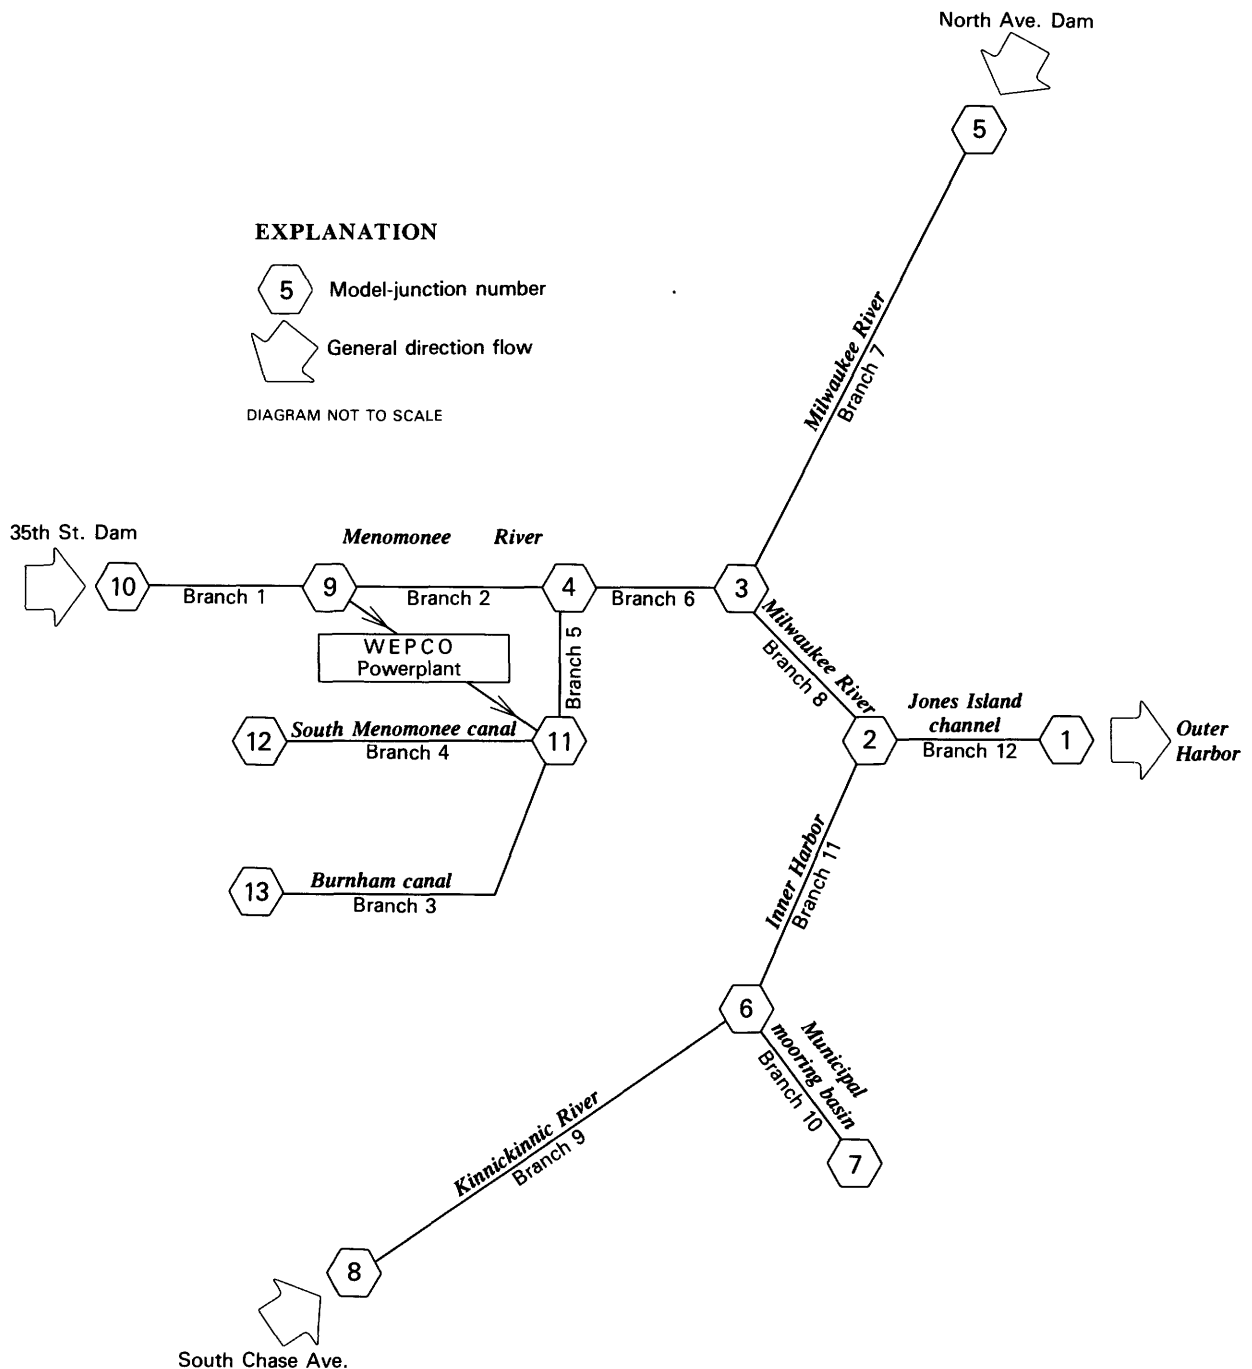 North Ave. Dam
5
EXPLANATION
5 Model-junction number
General direction flow
DIAGRAM NOT TO SCALE
Milwaukee River
Branch 7
35th St. Dam
Menomonee River
10
Branch 1
9
Branch 2
4
Branch 6
3
WEPCO
Powerplant
Branch 5
Milwaukee River
Branch 8
12
South Menomonee canal
Branch 4
11
2
Jones Island
channel
Branch 12
1
Outer
Harbor
13
Burnham canal
Branch 3
Inner Harbor
Branch 11
6
Municipal
mooring basin
Branch 10
7
Kinnickinnic River
Branch 9
8
South Chase Ave.